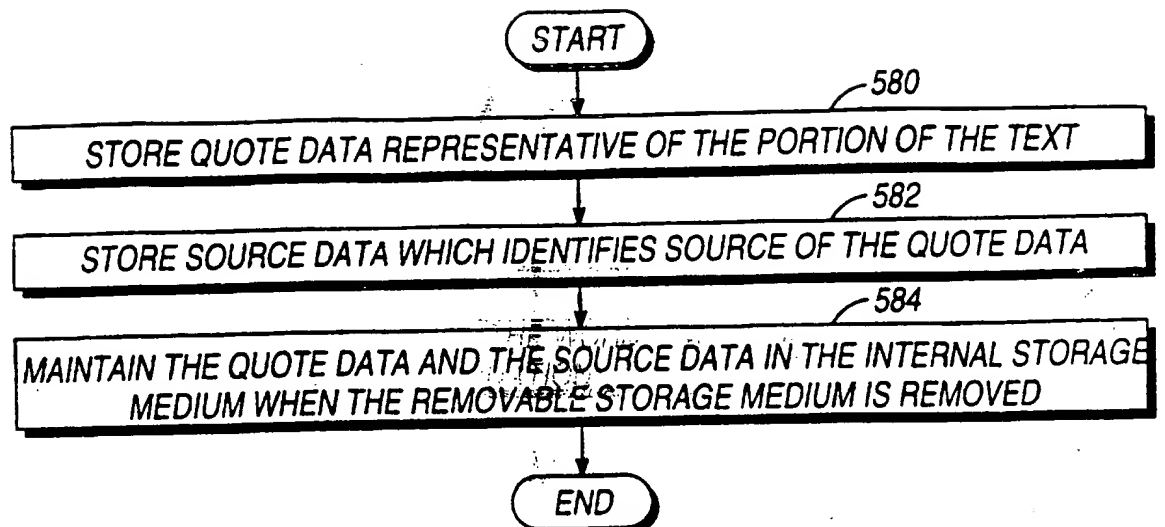 START
580
STORE QUOTE DATA REPRESENTATIVE OF THE PORTION OF THE TEXT
582
STORE SOURCE DATA WHICH IDENTIFIES SOURCE OF THE QUOTE DATA
584
MAINTAIN THE QUOTE DATA AND THE SOURCE DATA IN THE INTERNAL STORAGE
MEDIUM WHEN THE REMOVABLE STORAGE MEDIUM IS REMOVED
END